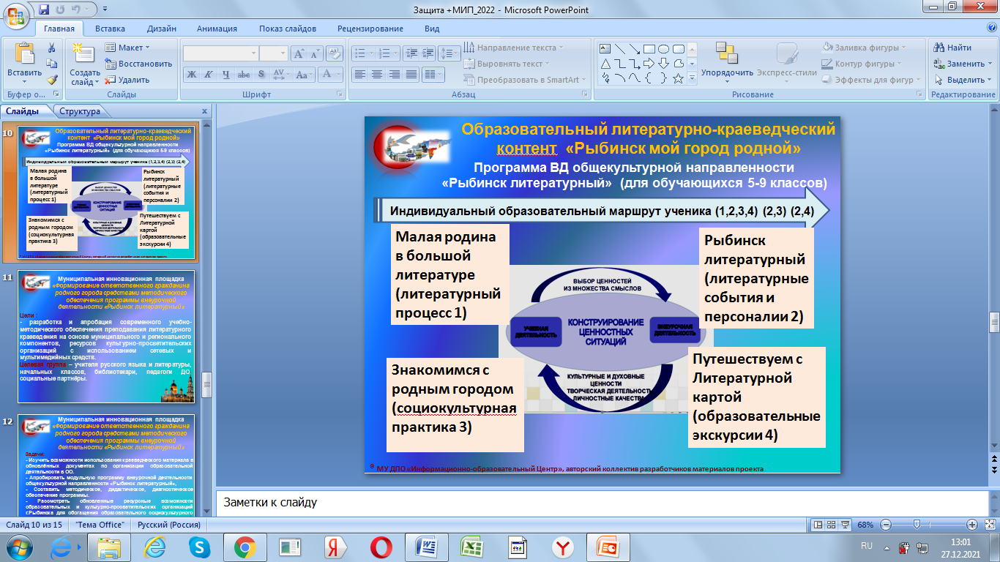 Защита +МИП_2022 - Microsoft PowerPoint
Главная
Вставка
Дизайн
Анимация
Показ слайдов
Рецензирование
Вид
Вставить
Создать слайд
Макет
Восстановить
Удалить
Направление текста
Выровнять текст
Преобразовать в SmartArt
Упорядочить
Экспресс-стили
Заливка фигуры
Контур фигуры
Эффекты для фигур
Найти
Заменить
Выделить
Буфер о...
Слайды
Шрифт
Абзац
Рисование
Редактирование
Слайды
Структура
10
Образовательный литературно-краеведческий
контент «Рыбинск мой город родной»
Программа ВД общекультурной направленности
«Рыбинск литературный» (для обучающихся 5-9 классов)
Индивидуальный образовательный маршрут ученика (1,2,3,4) (2,3) (2,4)
Малая родина
в большой
литературе
(литературный
процесс 1)
Рыбинск
литературный
(литературные
события и
персоналии 2)
ВЫБОР ЦЕННОСТЕЙ
ИЗ МНОЖЕСТВА СМЫСЛОВ
КОНСТРУИРОВАНИЕ
ЦЕННОСТНЫХ
СИТУАЦИЙ
Знакомимся с
родным городом
(социокультурная
практика 3)
Путешествуем с
Литературной
картой
(образовательные
экскурсии 4)
11
Муниципальная инновационная площадка
«Формирование ответственного гражданина
родного города средствами методического
обеспечения программы внеурочной
деятельности «Рыбинск литературный»
Цели :
- разработка и апробация современного учебно-
методического обеспечения преподавания литературного
краеведения на основе муниципального и регионального
компонентов, ресурсов культурно-просветительских
организаций с использованием сетевых и
мультимедийных средств.
Целевая группа – учителя русского языка и литературы,
начальных классов, библиотекари, педагоги ДО,
социальные партнёры.
12
Муниципальная инновационная площадка
«Формирование ответственного гражданина
родного города средствами методического
обеспечения программы внеурочной
деятельности «Рыбинск литературный»
Задачи:
- Изучить возможности использования краеведческого материала в
обновлённых документах по организации образовательной
деятельности в ОО.
- Апробировать модульную программу внеурочной деятельности
общекультурной направленности «Рыбинск литературный»,
- Составить методическое, дидактическое, диагностическое
обеспечение программы.
- Рассмотреть обновленные ресурсные возможности
образовательных и культурно-просветительских организаций
г.Рыбинска для обогащения образовательного социокультурного
Образовательный литературно-краеведческий
контент «Рыбинск мой город родной»
Программа ВД общекультурной направленности
«Рыбинск литературный» (для обучающихся 5-9 классов)
Индивидуальный образовательный маршрут ученика (1,2,3,4) (2,3) (2,4)
Малая родина
в большой
литературе
(литературный
процесс 1)
Рыбинск
литературный
(литературные
события и
персоналии 2)
ВЫБОР ЦЕННОСТЕЙ
ИЗ МНОЖЕСТВА СМЫСЛОВ
УЧЕБНАЯ
ДЕЯТЕЛЬНОСТЬ
КОНСТРУИРОВАНИЕ
ЦЕННОСТНЫХ
СИТУАЦИЙ
ВНЕУРОЧНАЯ
ДЕЯТЕЛЬНОСТЬ
Знакомимся с
родным городом
(социокультурная
практика 3)
КУЛЬТУРНЫЕ И ДУХОВНЫЕ
ЦЕННОСТИ
ТВОРЧЕСКАЯ ДЕЯТЕЛЬНОСТЬ
ЛИЧНОСТНЫЕ КАЧЕСТВА
Путешествуем с
Литературной
картой
(образовательные
экскурсии 4)
® МУ ДПО «Информационно-образовательный Центр», авторский коллектив разработчиков материалов проекта
Заметки к слайду
Слайд 10 из 15
"Тема Office"
Русский (Россия)
68%
RU
13:01
27.12.2021